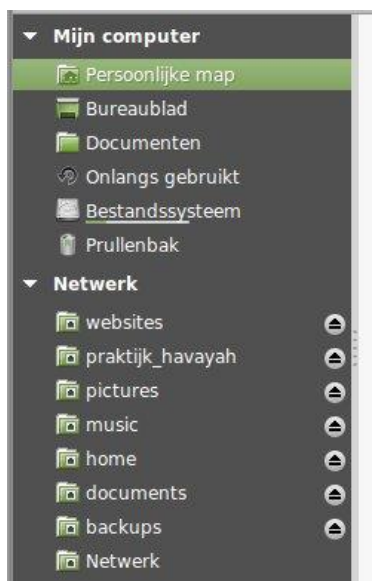 Mijn computer
Persoonlijke map
Bureaublad
Documenten
Onlangs gebruikt
Bestandssysteem
Prullenbak
Netwerk
websites
praktijk_havayah
pictures
music
home
documents
backups
Netwerk